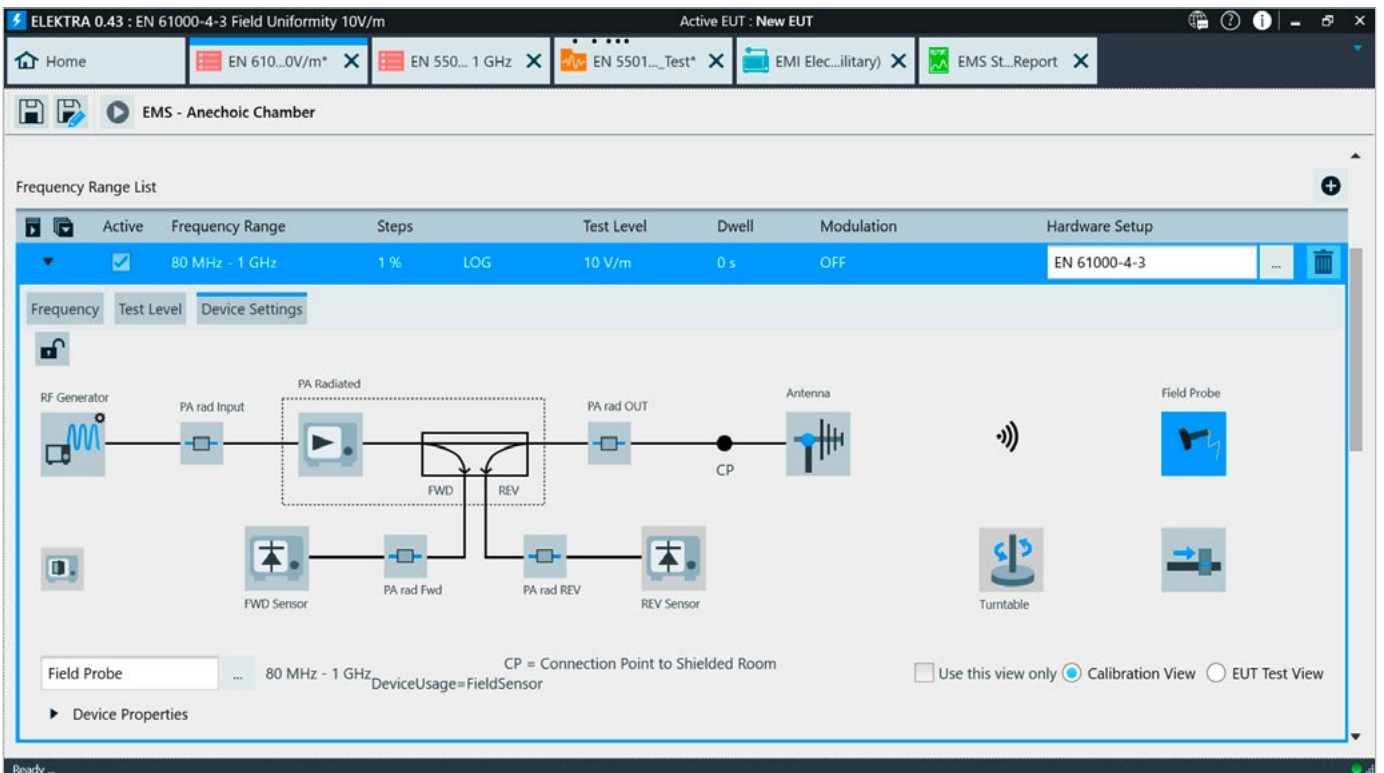 ELEKTRA 0.43 : EN 61000-4-3 Field Uniformity 10V/m
Active EUT : New EUT
Home
EN 610...0V/m*
EN 550... 1 GHz
EN 5501..._Test*
EMI Elec...ilitary)
EMS St...Report
EMS - Anechoic Chamber
Frequency Range List
Active Frequency Range Steps Test Level Dwell Modulation Hardware Setup
80 MHz - 1 GHz 1 % LOG 10 V/m 0 s OFF EN 61000-4-3 ...
Frequency Test Level Device Settings
RF Generator
PA rad Input
PA Radiated
PA rad OUT
Antenna
Field Probe
CP
FWD REV
FWD Sensor
PA rad Fwd
PA rad REV
REV Sensor
Turntable
Field Probe ... 80 MHz - 1 GHz
DeviceUsage=FieldSensor
CP = Connection Point to Shielded Room
Use this view only Calibration View EUT Test View
Device Properties
Ready ...